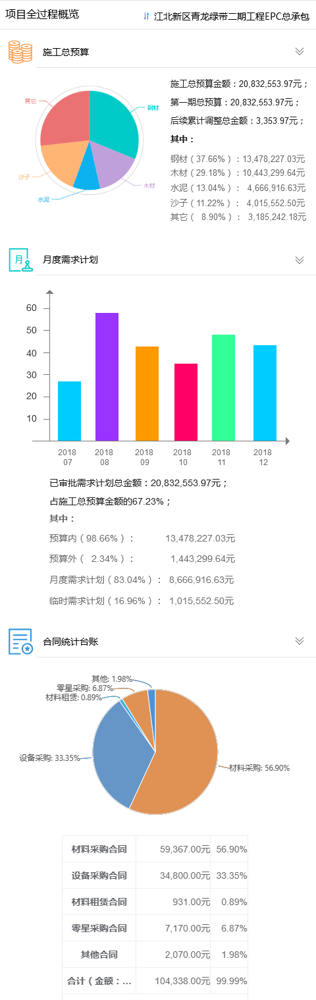 项目全过程概览
江北新区青龙绿带二期工程EPC总承包
施工总预算
其它
钢材
沙子
水泥
木材
施工总预算金额：20,832,553.97元；
第一期总预算：20,832,553.97元；
后续累计调整总金额：3,353.97元；
其中：
钢材（37.66%）：13,478,227.03元
木材（29.18%）：10,443,299.64元
水泥（13.04%）： 4,666,916.63元
沙子（11.22%）： 4,015,552.50元
其它（ 8.90%）： 3,185,242.18元
月
月度需求计划
60
50
40
30
20
10
2018 2018 2018 2018 2018 2018
07 08 09 10 11 12
已审批需求计划总金额：20,832,553.97元；
占施工总预算金额的67.23%；
其中：
预算内（98.66%）： 13,478,227.03元
预算外（ 2.34%）： 1,443,299.64元
月度需求计划（83.04%）： 8,666,916.63元
临时需求计划（16.96%）： 1,015,552.50元
合同统计台账
其他: 1.98%
零星采购: 6.87%
材料租赁: 0.89%
设备采购: 33.35%
材料采购: 56.90%
材料采购合同 59,367.00元 56.90%
设备采购合同 34,800.00元 33.35%
材料租赁合同 931.00元 0.89%
零星采购合同 7,170.00元 6.87%
其他合同 2,070.00元 1.98%
合计（金额：... 104,338.00元 99.99%